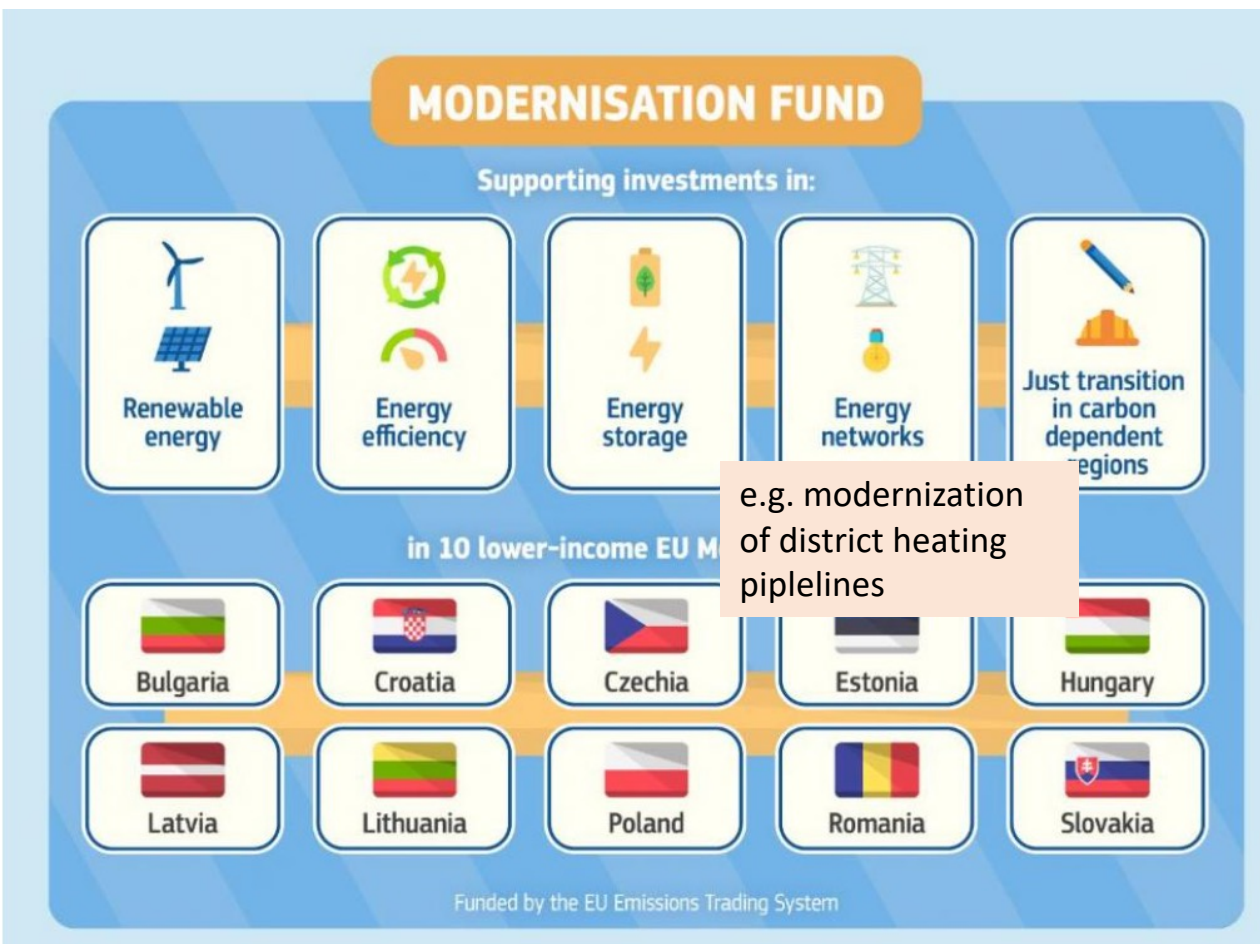 MODERNISATION FUND
Supporting investments in:
Renewable
energy
Energy
efficiency
Energy
storage
Energy
networks
Just transition
in carbon
dependent
regions
e.g. modernization
of district heating
piplelines
in 10 lower-income EU
Bulgaria
Croatia
Czechia
Estonia
Hungary
Latvia
Lithuania
Poland
Romania
Slovakia
Funded by the EU Emissions Trading System